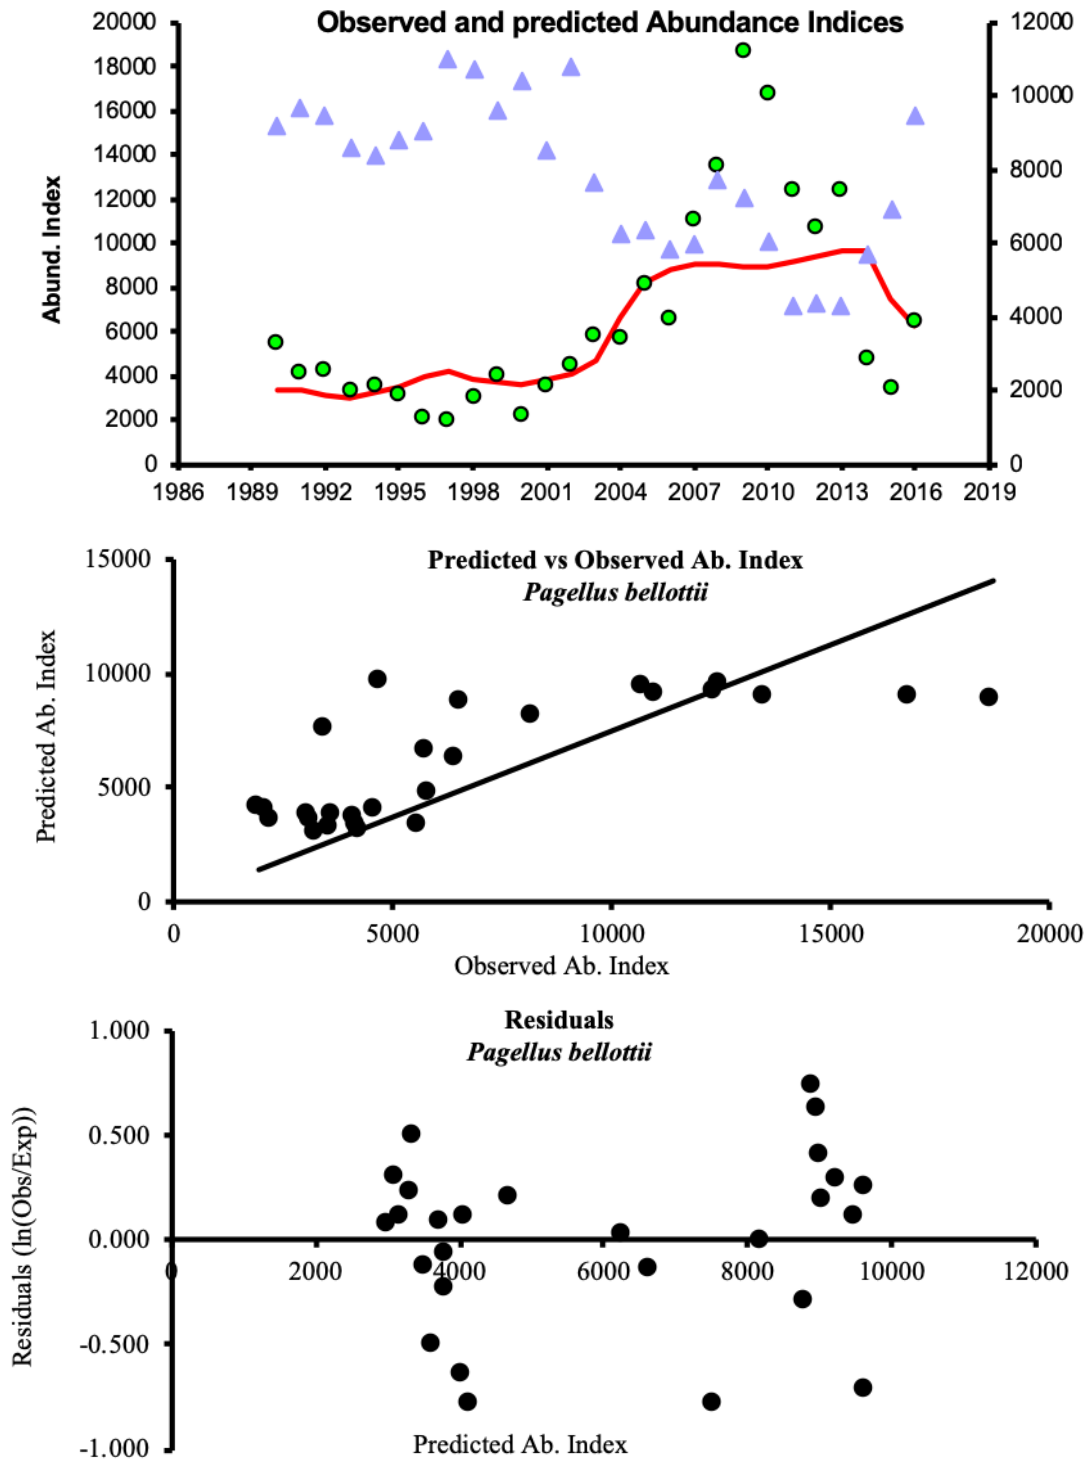 Observed and predicted Abundance Indices
20000
18000
16000
14000
12000
10000
8000
6000
4000
2000
0
Abund. Index
12000
10000
8000
6000
4000
2000
0
1986 1989 1992 1995 1998 2001 2004 2007 2010 2013 2016 2019
Predicted vs Observed Ab. Index
Pagellus bellottii
15000
10000
5000
0
Predicted Ab. Index
0 5000 10000 15000 20000
Observed Ab. Index
Residuals
Pagellus bellottii
1.000
0.500
0.000
-0.500
-1.000
Residuals (ln(Obs/Exp))
0 2000 4000 6000 8000 10000 12000
Predicted Ab. Index